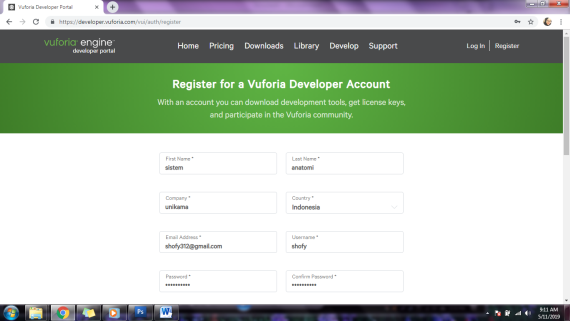 Vuforia Developer Portal
https://developer.vuforia.com/vui/auth/register
vuforia engine
developer portal
Home Pricing Downloads Library Develop Support
Log In Register
Register for a Vuforia Developer Account
With an account you can download development tools, get license keys,
and participate in the Vuforia community.
First Name *
sistem
Last Name *
anatomi
Company *
unikama
Country *
Indonesia
Email Address *
shofy312@gmail.com
Username *
shofy
Password *
••••••••••
Confirm Password *
••••••••••
9:11 AM
5/11/2019